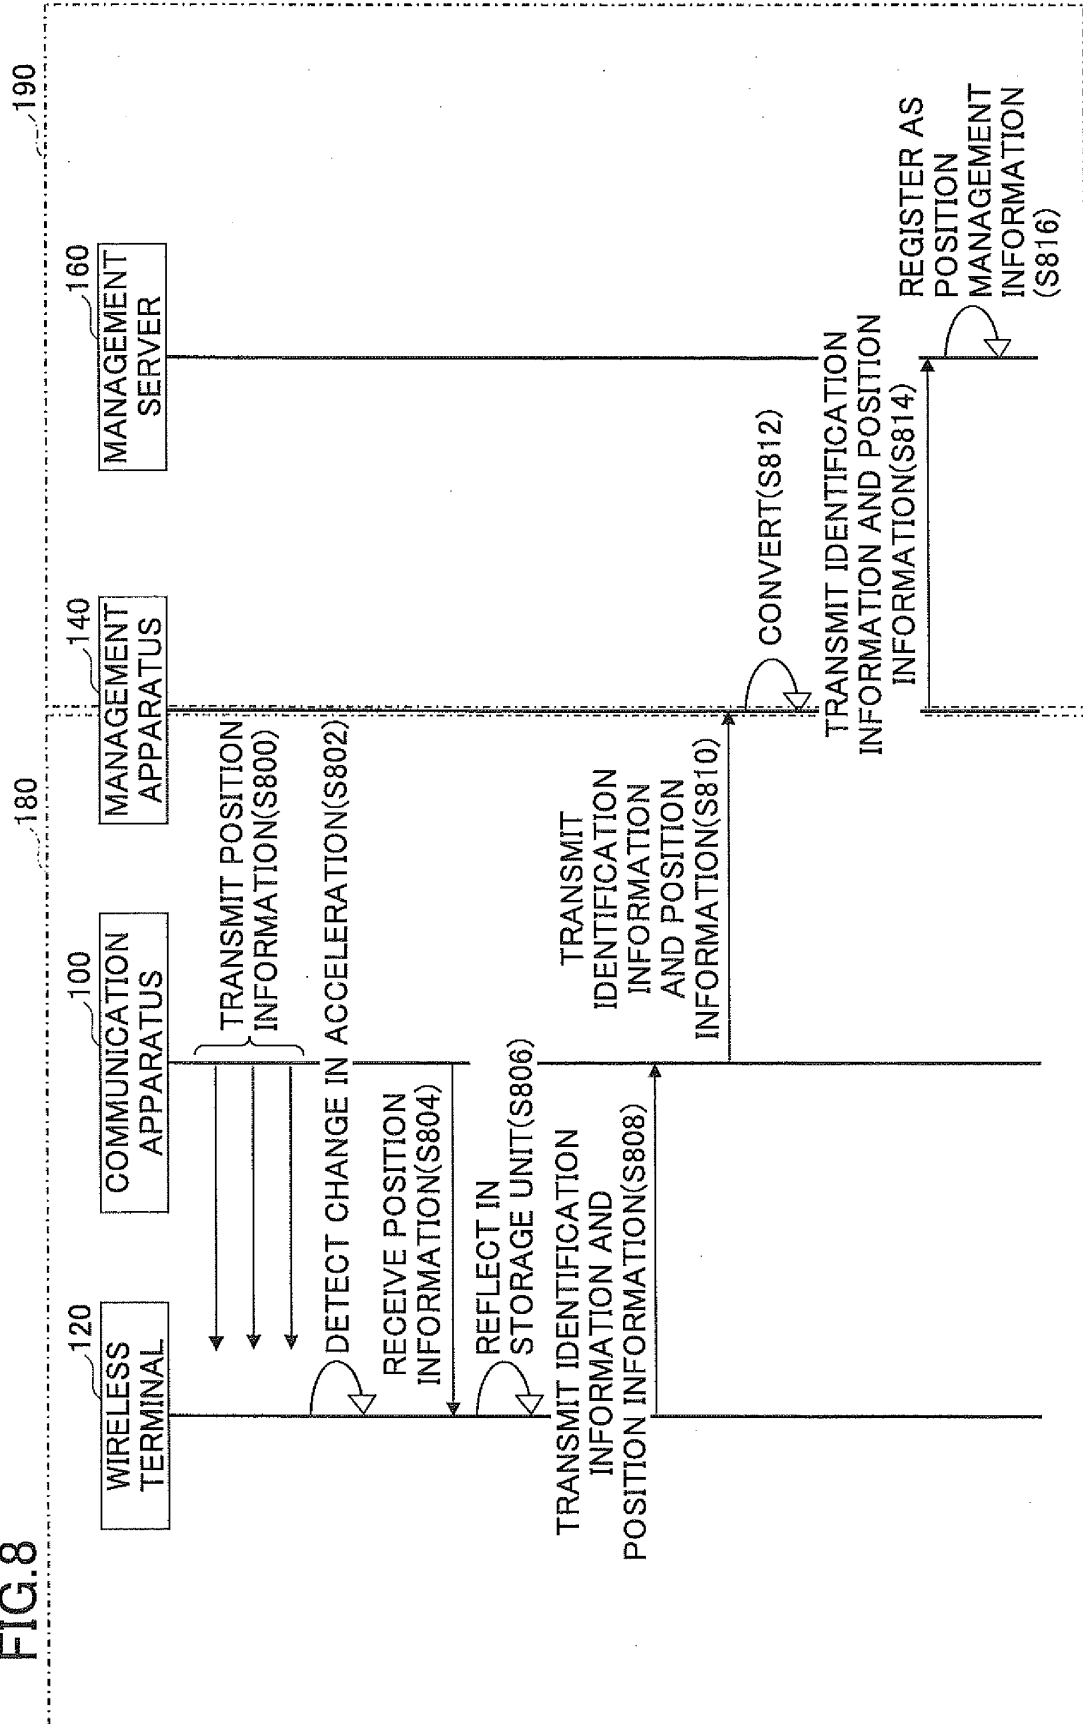 FIG.8
180
190
120
WIRELESS
TERMINAL
100
COMMUNICATION
APPARATUS
140
MANAGEMENT
APPARATUS
160
MANAGEMENT
SERVER
TRANSMIT POSITION
INFORMATION(S800)
DETECT CHANGE IN ACCELERATION(S802)
RECEIVE POSITION
INFORMATION(S804)
REFLECT IN
STORAGE UNIT(S806)
TRANSMIT IDENTIFICATION
INFORMATION AND
POSITION INFORMATION(S808)
TRANSMIT
IDENTIFICATION
INFORMATION
AND POSITION
INFORMATION(S810)
CONVERT(S812)
TRANSMIT IDENTIFICATION
INFORMATION AND POSITION
INFORMATION(S814)
REGISTER AS
POSITION
MANAGEMENT
INFORMATION
(S816)